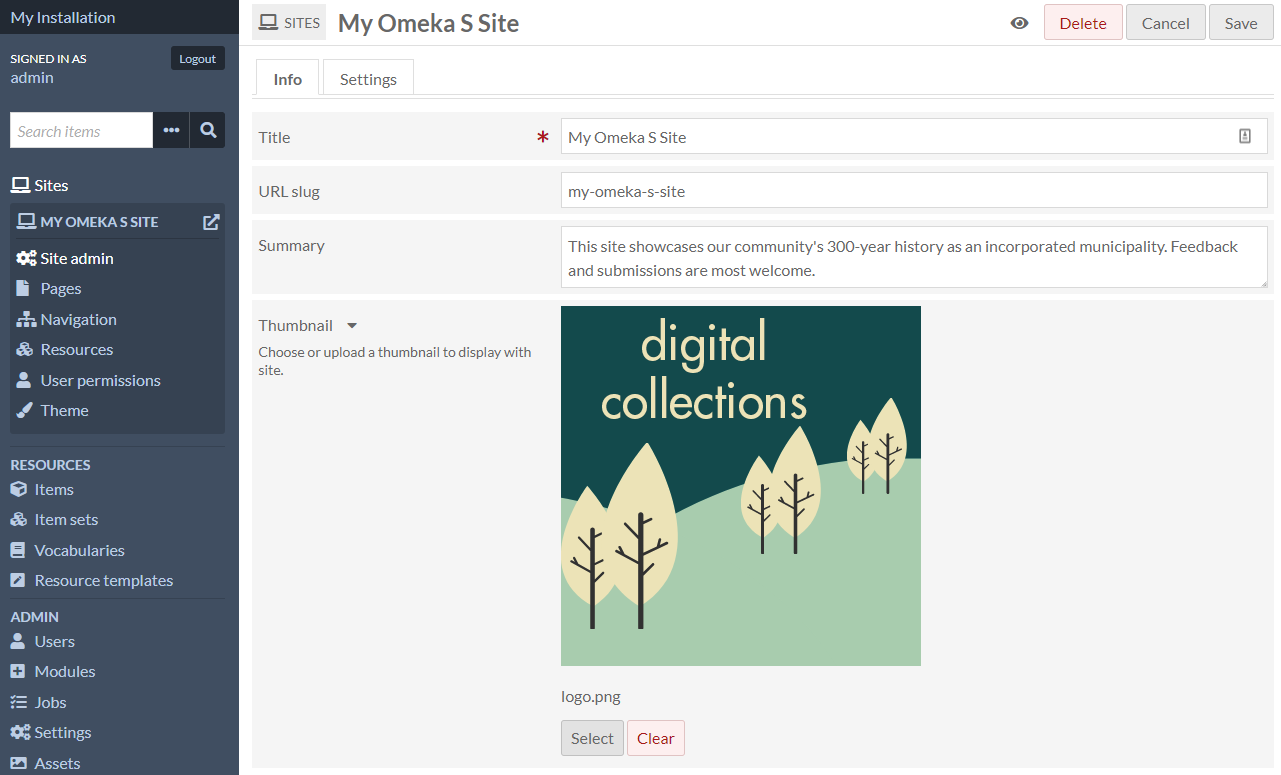 My Installation
SIGNED IN AS
Logout
admin
Search items
Sites
MY OMEKA S SITE
Site admin
Pages
Navigation
Resources
User permissions
Theme
RESOURCES
Items
Item sets
Vocabularies
Resource templates
ADMIN
Users
Modules
Jobs
Settings
Assets
SITES
My Omeka S Site
Delete
Cancel
Save
Info
Settings
Title
My Omeka S Site
URL slug
my-omeka-s-site
Summary
This site showcases our community's 300-year history as an incorporated municipality. Feedback
and submissions are most welcome.
Thumbnail
Choose or upload a thumbnail to display with
site.
digital
collections
logo.png
Select
Clear